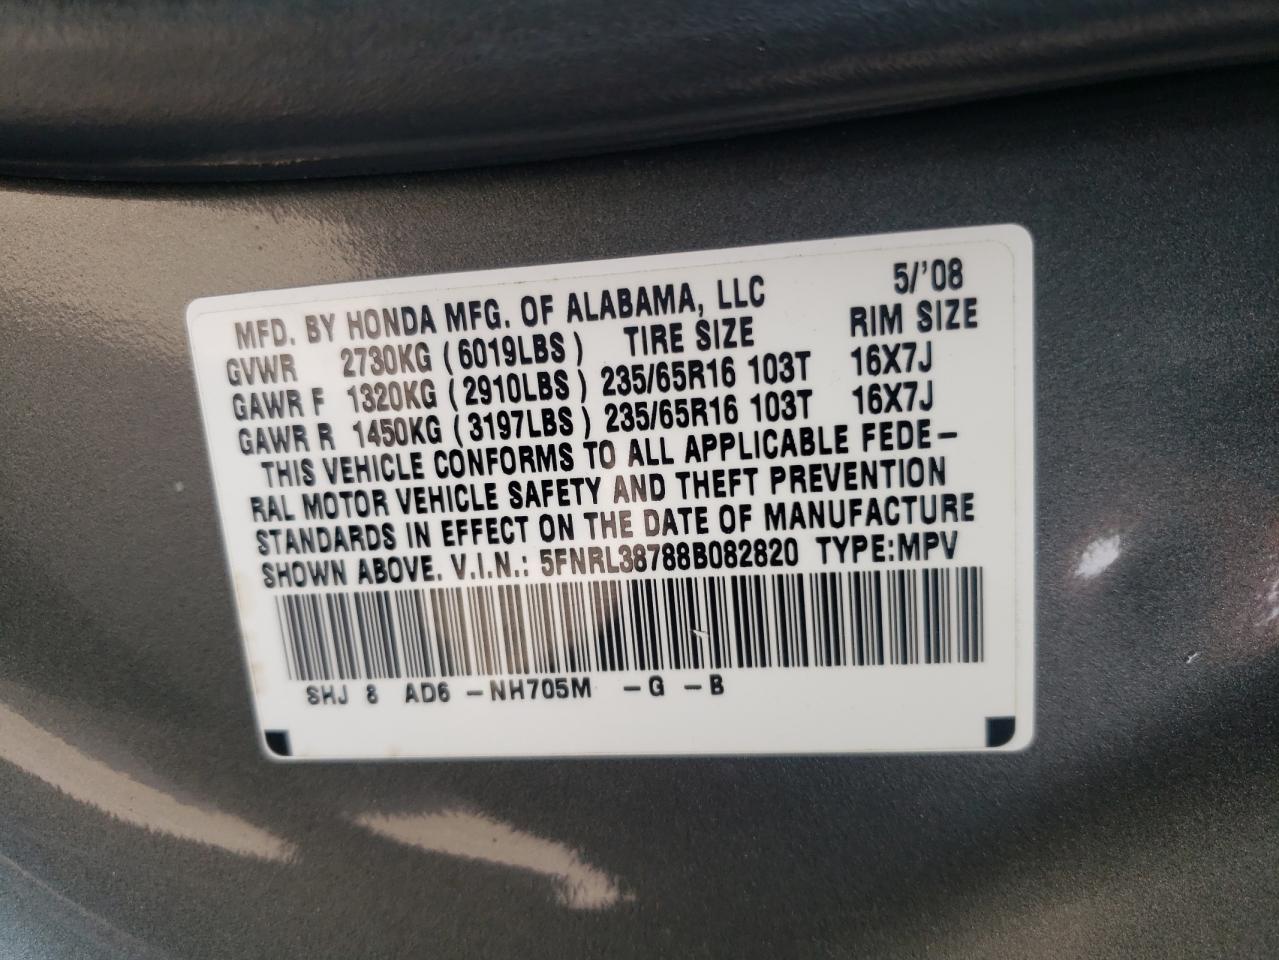 5/'08
MFD. BY HONDA MFG. OF ALABAMA, LLC
GVWR 2730KG (6019LBS) TIRE SIZE RIM SIZE
GAWR F 1320KG (2910LBS) 235/65R16 103T 16X7J
GAWR R 1450KG (3197LBS) 235/65R16 103T 16X7J
THIS VEHICLE CONFORMS TO ALL APPLICABLE FEDE-
RAL MOTOR VEHICLE SAFETY AND THEFT PREVENTION
STANDARDS IN EFFECT ON THE DATE OF MANUFACTURE
SHOWN ABOVE. V.I.N.: 5FNRL38788B082820 TYPE:MPV
SHJ 8 AD6 -NH705M -G -B